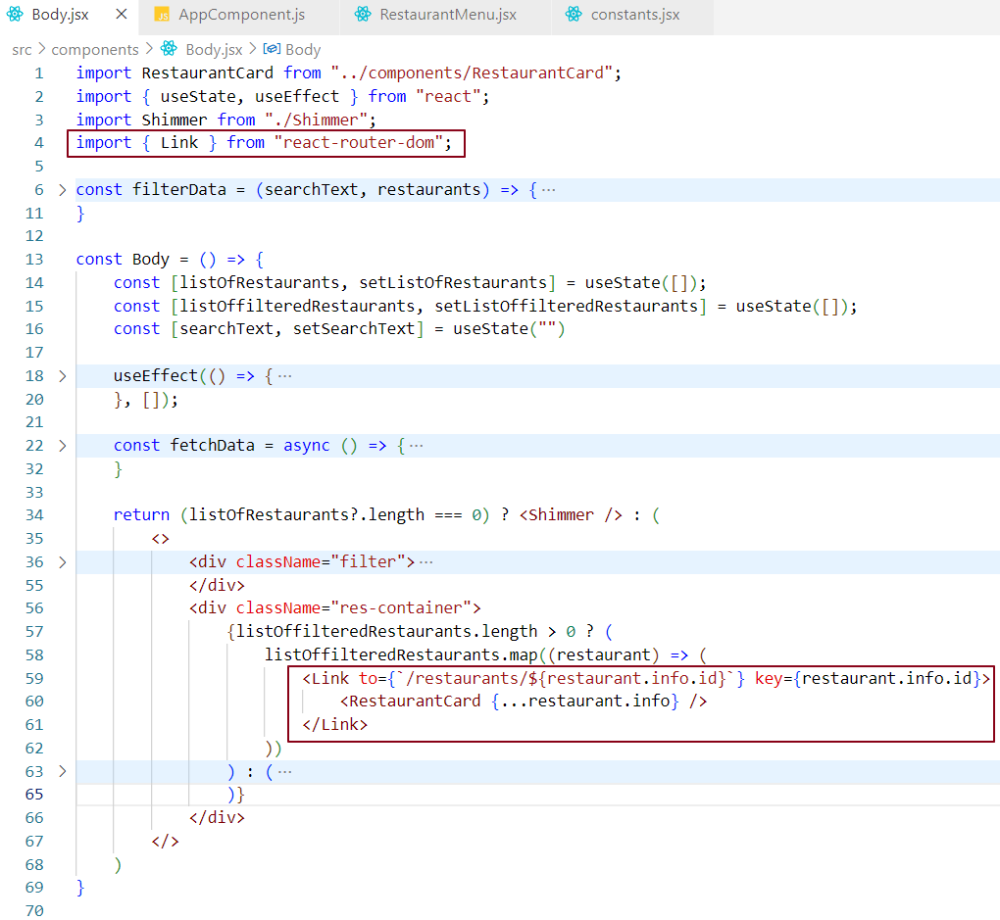 Body.jsx AppComponent.js RestaurantMenu.jsx constants.jsx
src > components > Body.jsx > Body
1 import RestaurantCard from "../components/RestaurantCard";
2 import { useState, useEffect } from "react";
3 import Shimmer from "./Shimmer";
4 import { Link } from "react-router-dom";
5
6 const filterData = (searchText, restaurants) => { ···
11 }
12
13 const Body = () => {
14     const [listOfRestaurants, setListOfRestaurants] = useState([]);
15     const [listOffilteredRestaurants, setListOffilteredRestaurants] = useState([]);
16     const [searchText, setSearchText] = useState("")
17
18     useEffect(() => { ···
20     }, []);
21
22     const fetchData = async () => { ···
32     }
33
34     return (listOfRestaurants?.length === 0) ? <Shimmer /> : (
35         <>
36             <div className="filter"> ···
55             </div>
56             <div className="res-container">
57                 {listOffilteredRestaurants.length > 0 ? (
58                     listOffilteredRestaurants.map((restaurant) => (
59                         <Link to={`/restaurants/${restaurant.info.id}`} key={restaurant.info.id}>
60                             <RestaurantCard {...restaurant.info} />
61                         </Link>
62                     ))
63                 ) : ( ···
65                 )}
66             </div>
67         </>
68     )
69 }
70